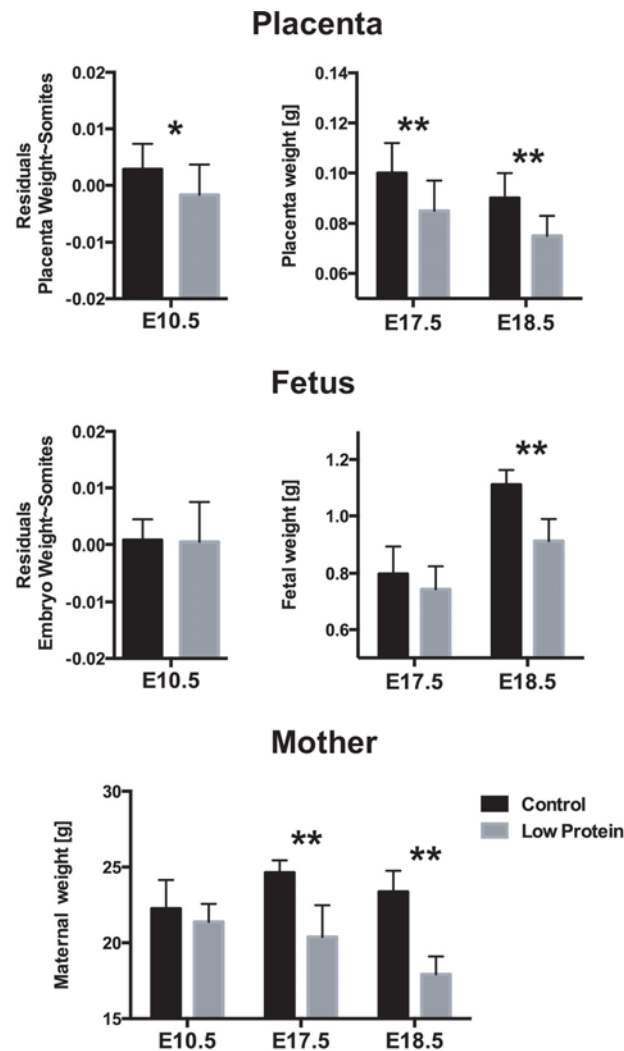 Placenta
Residuals
Placenta Weight~Somites
0.02
0.01
0.00
-0.01
-0.02
*
E10.5
Placenta weight [g]
0.14
0.12
0.10
0.08
0.06
**
**
E17.5
E18.5
Fetus
Residuals
Embryo Weight~Somites
0.02
0.01
0.00
-0.01
-0.02
E10.5
Fetal weight [g]
1.2
1.0
0.8
0.6
**
E17.5
E18.5
Mother
Maternal weight [g]
30
25
20
15
**
**
E10.5
E17.5
E18.5
Control
Low Protein